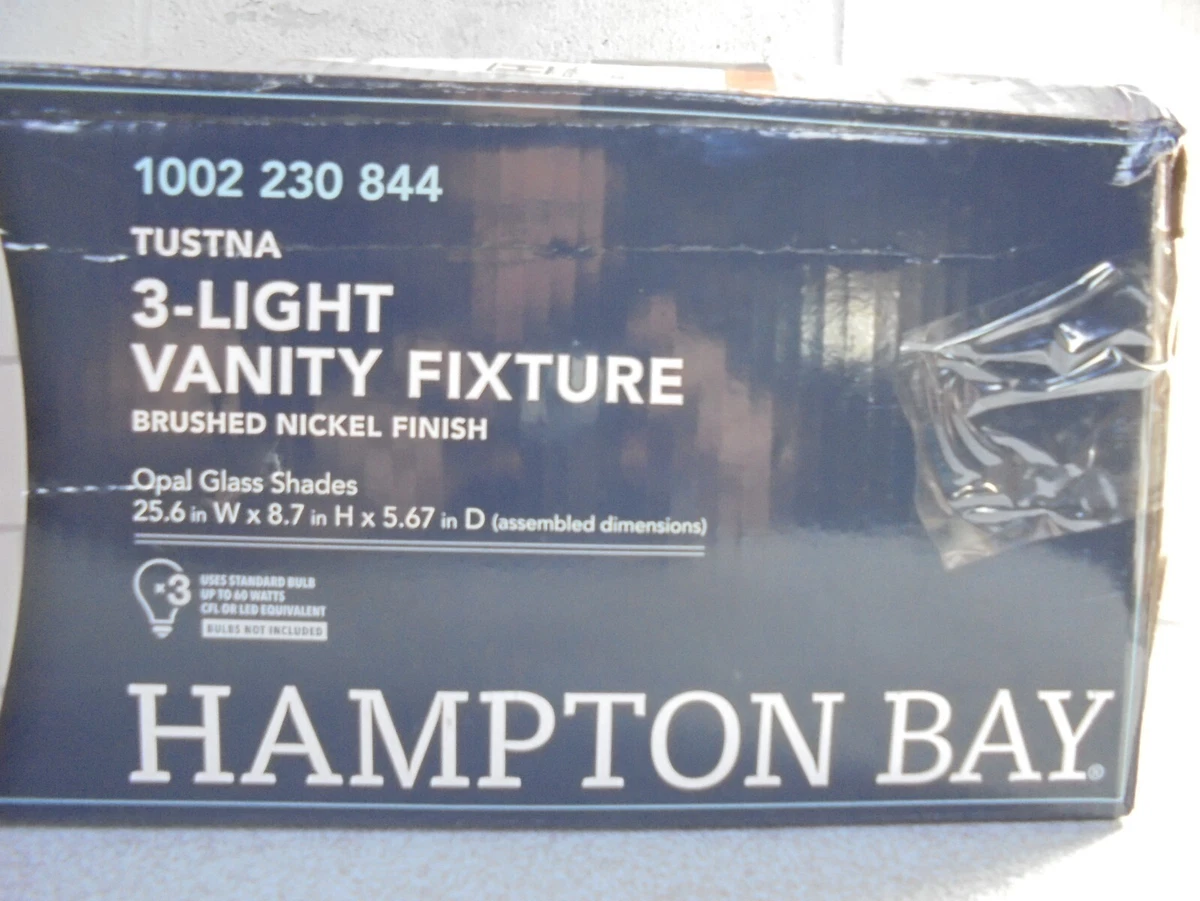 1002 230 844
TUSTNA
3-LIGHT
VANITY FIXTURE
BRUSHED NICKEL FINISH
Opal Glass Shades
25.6 in W x 8.7 in H x 5.67 in D (assembled dimensions)
×3
USES STANDARD BULB
UP TO 60 WATTS
CFL OR LED EQUIVALENT
BULBS NOT INCLUDED
HAMPTON BAY®